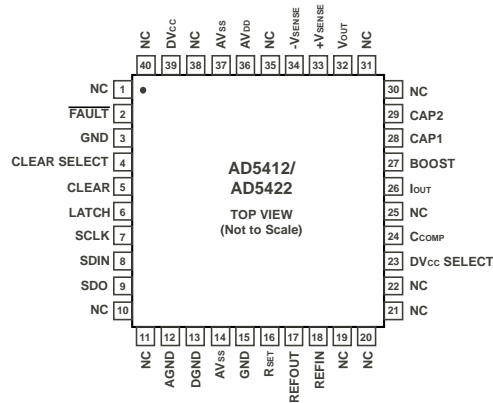 NC
DVCC
NC
AVSS
AVDD
NC
-VSENSE
+VSENSE
VOUT
NC
40
39
38
37
36
35
34
33
32
31
NC 1
FAULT 2
GND 3
CLEAR SELECT 4
CLEAR 5
LATCH 6
SCLK 7
SDIN 8
SDO 9
NC 10
AD5412/
AD5422
TOP VIEW
(Not to Scale)
30 NC
29 CAP2
28 CAP1
27 BOOST
26 IOUT
25 NC
24 CCOMP
23 DVCC SELECT
22 NC
21 NC
11
12
13
14
15
16
17
18
19
20
NC
AGND
DGND
AVSS
GND
RSET
REFOUT
REFIN
NC
NC